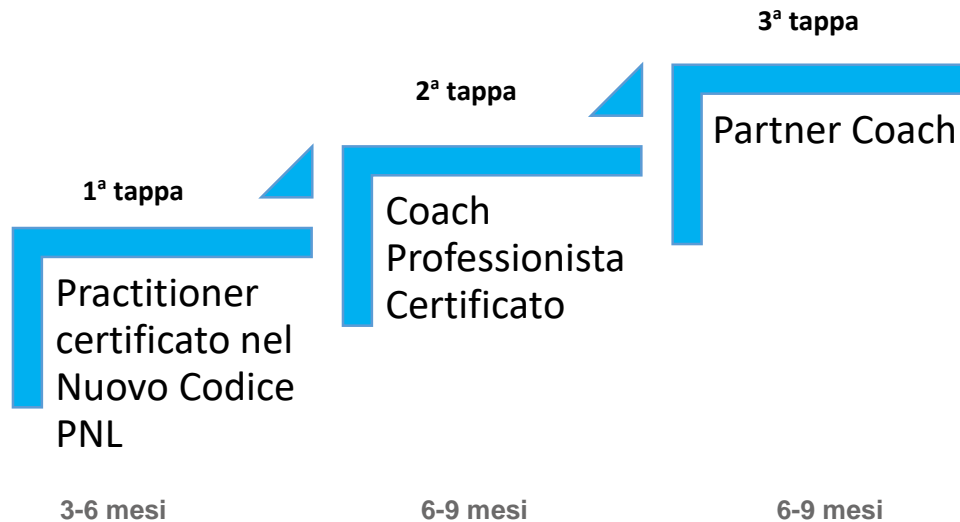 1ª tappa
Practitioner
certificato nel
Nuovo Codice
PNL
3-6 mesi
2ª tappa
Coach
Professionista
Certificato
6-9 mesi
3ª tappa
Partner Coach
6-9 mesi